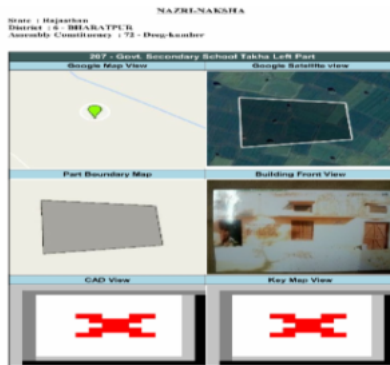 NAZRI-NAKSHA
State : Rajasthan
District : 6 - BHARATPUR
Assembly Constituency : 72 - Deeg-kumher
267 - Govt. Secondary School Takha Left Part
Google Map View
Google Satellite view
Part Boundary Map
Building Front View
CAD View
Key Map View